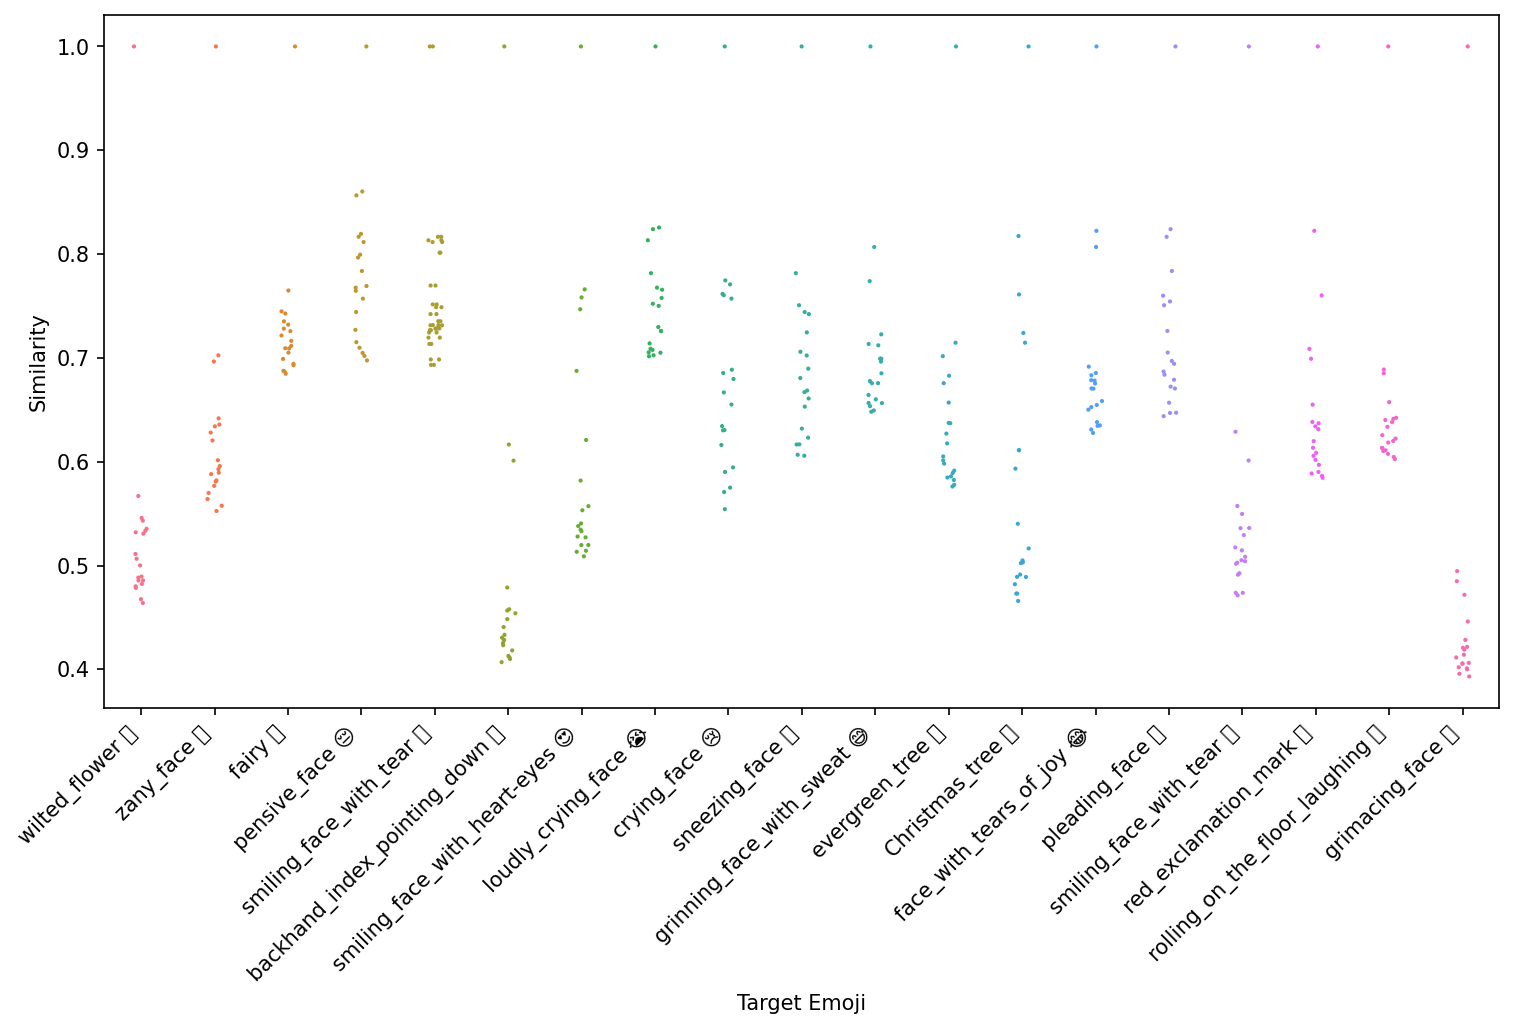 1.0
0.9
0.8
0.7
0.6
0.5
0.4
Similarity
wilted_flower ▯
zany_face ▯
fairy ▯
pensive_face 😔
smiling_face_with_tear ▯
backhand_index_pointing_down ▯
smiling_face_with_heart-eyes 😍
loudly_crying_face 😭
crying_face 😢
sneezing_face ▯
grinning_face_with_sweat 😅
evergreen_tree ▯
Christmas_tree ▯
face_with_tears_of_joy 😂
pleading_face ▯
smiling_face_with_tear ▯
red_exclamation_mark ▯
rolling_on_the_floor_laughing ▯
grimacing_face ▯
Target Emoji